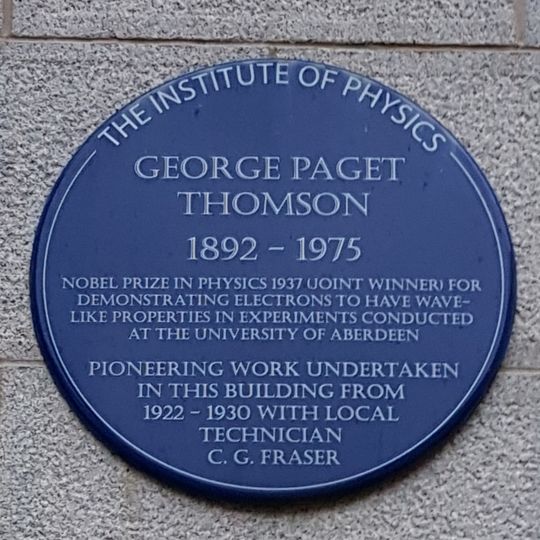 THE INSTITUTE OF PHYSICS
GEORGE PAGET
THOMSON
1892 – 1975
NOBEL PRIZE IN PHYSICS 1937 (JOINT WINNER) FOR
DEMONSTRATING ELECTRONS TO HAVE WAVE-
LIKE PROPERTIES IN EXPERIMENTS CONDUCTED
AT THE UNIVERSITY OF ABERDEEN
PIONEERING WORK UNDERTAKEN
IN THIS BUILDING FROM
1922 – 1930 WITH LOCAL
TECHNICIAN
C. G. FRASER